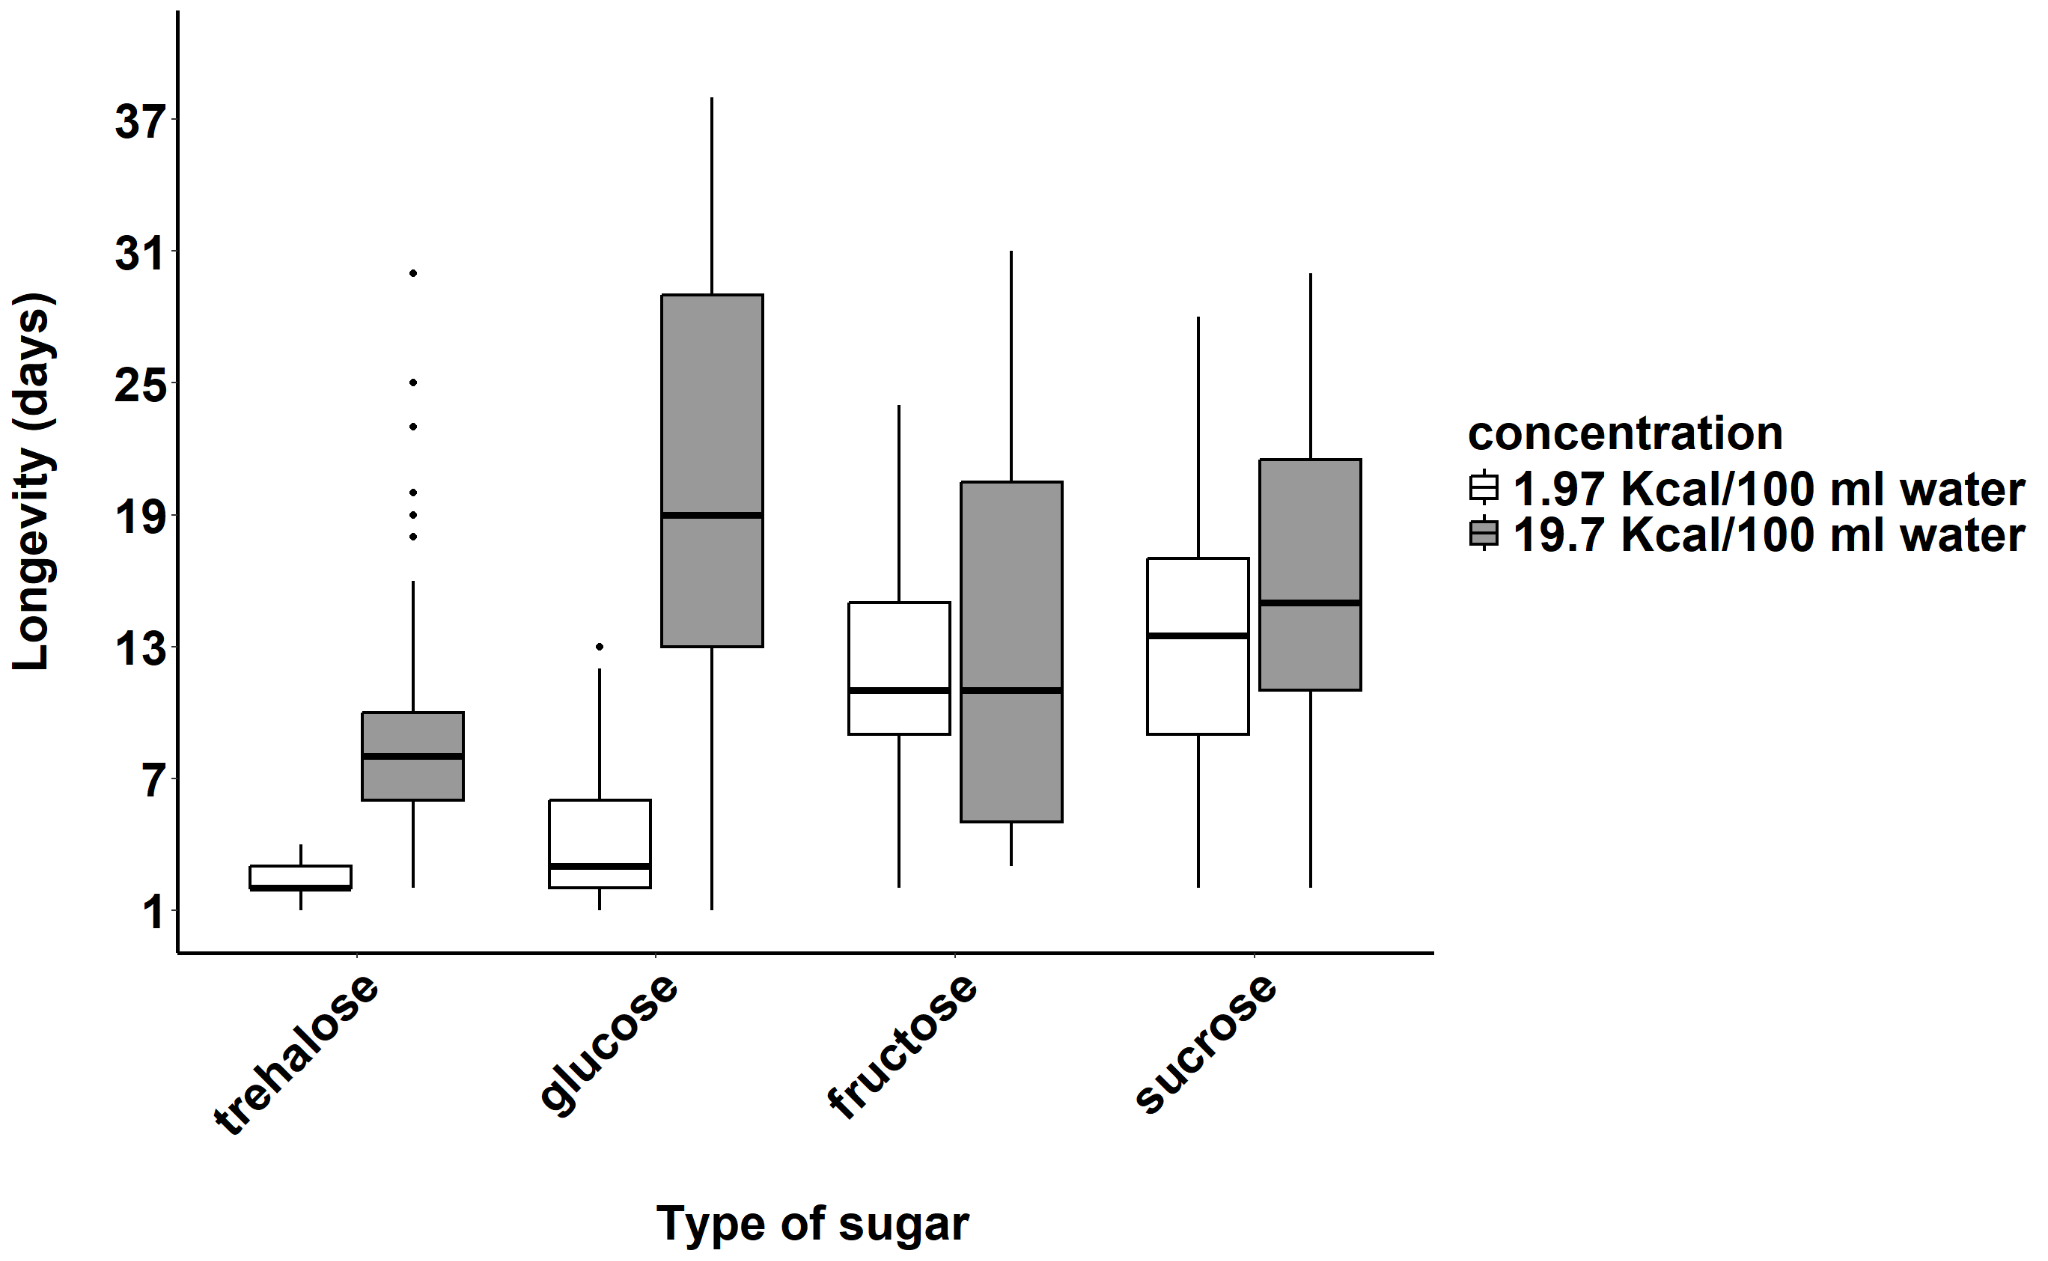 Longevity (days)
37
31
25
19
13
7
1
trehalose
glucose
fructose
sucrose
Type of sugar
concentration
1.97 Kcal/100 ml water
19.7 Kcal/100 ml water